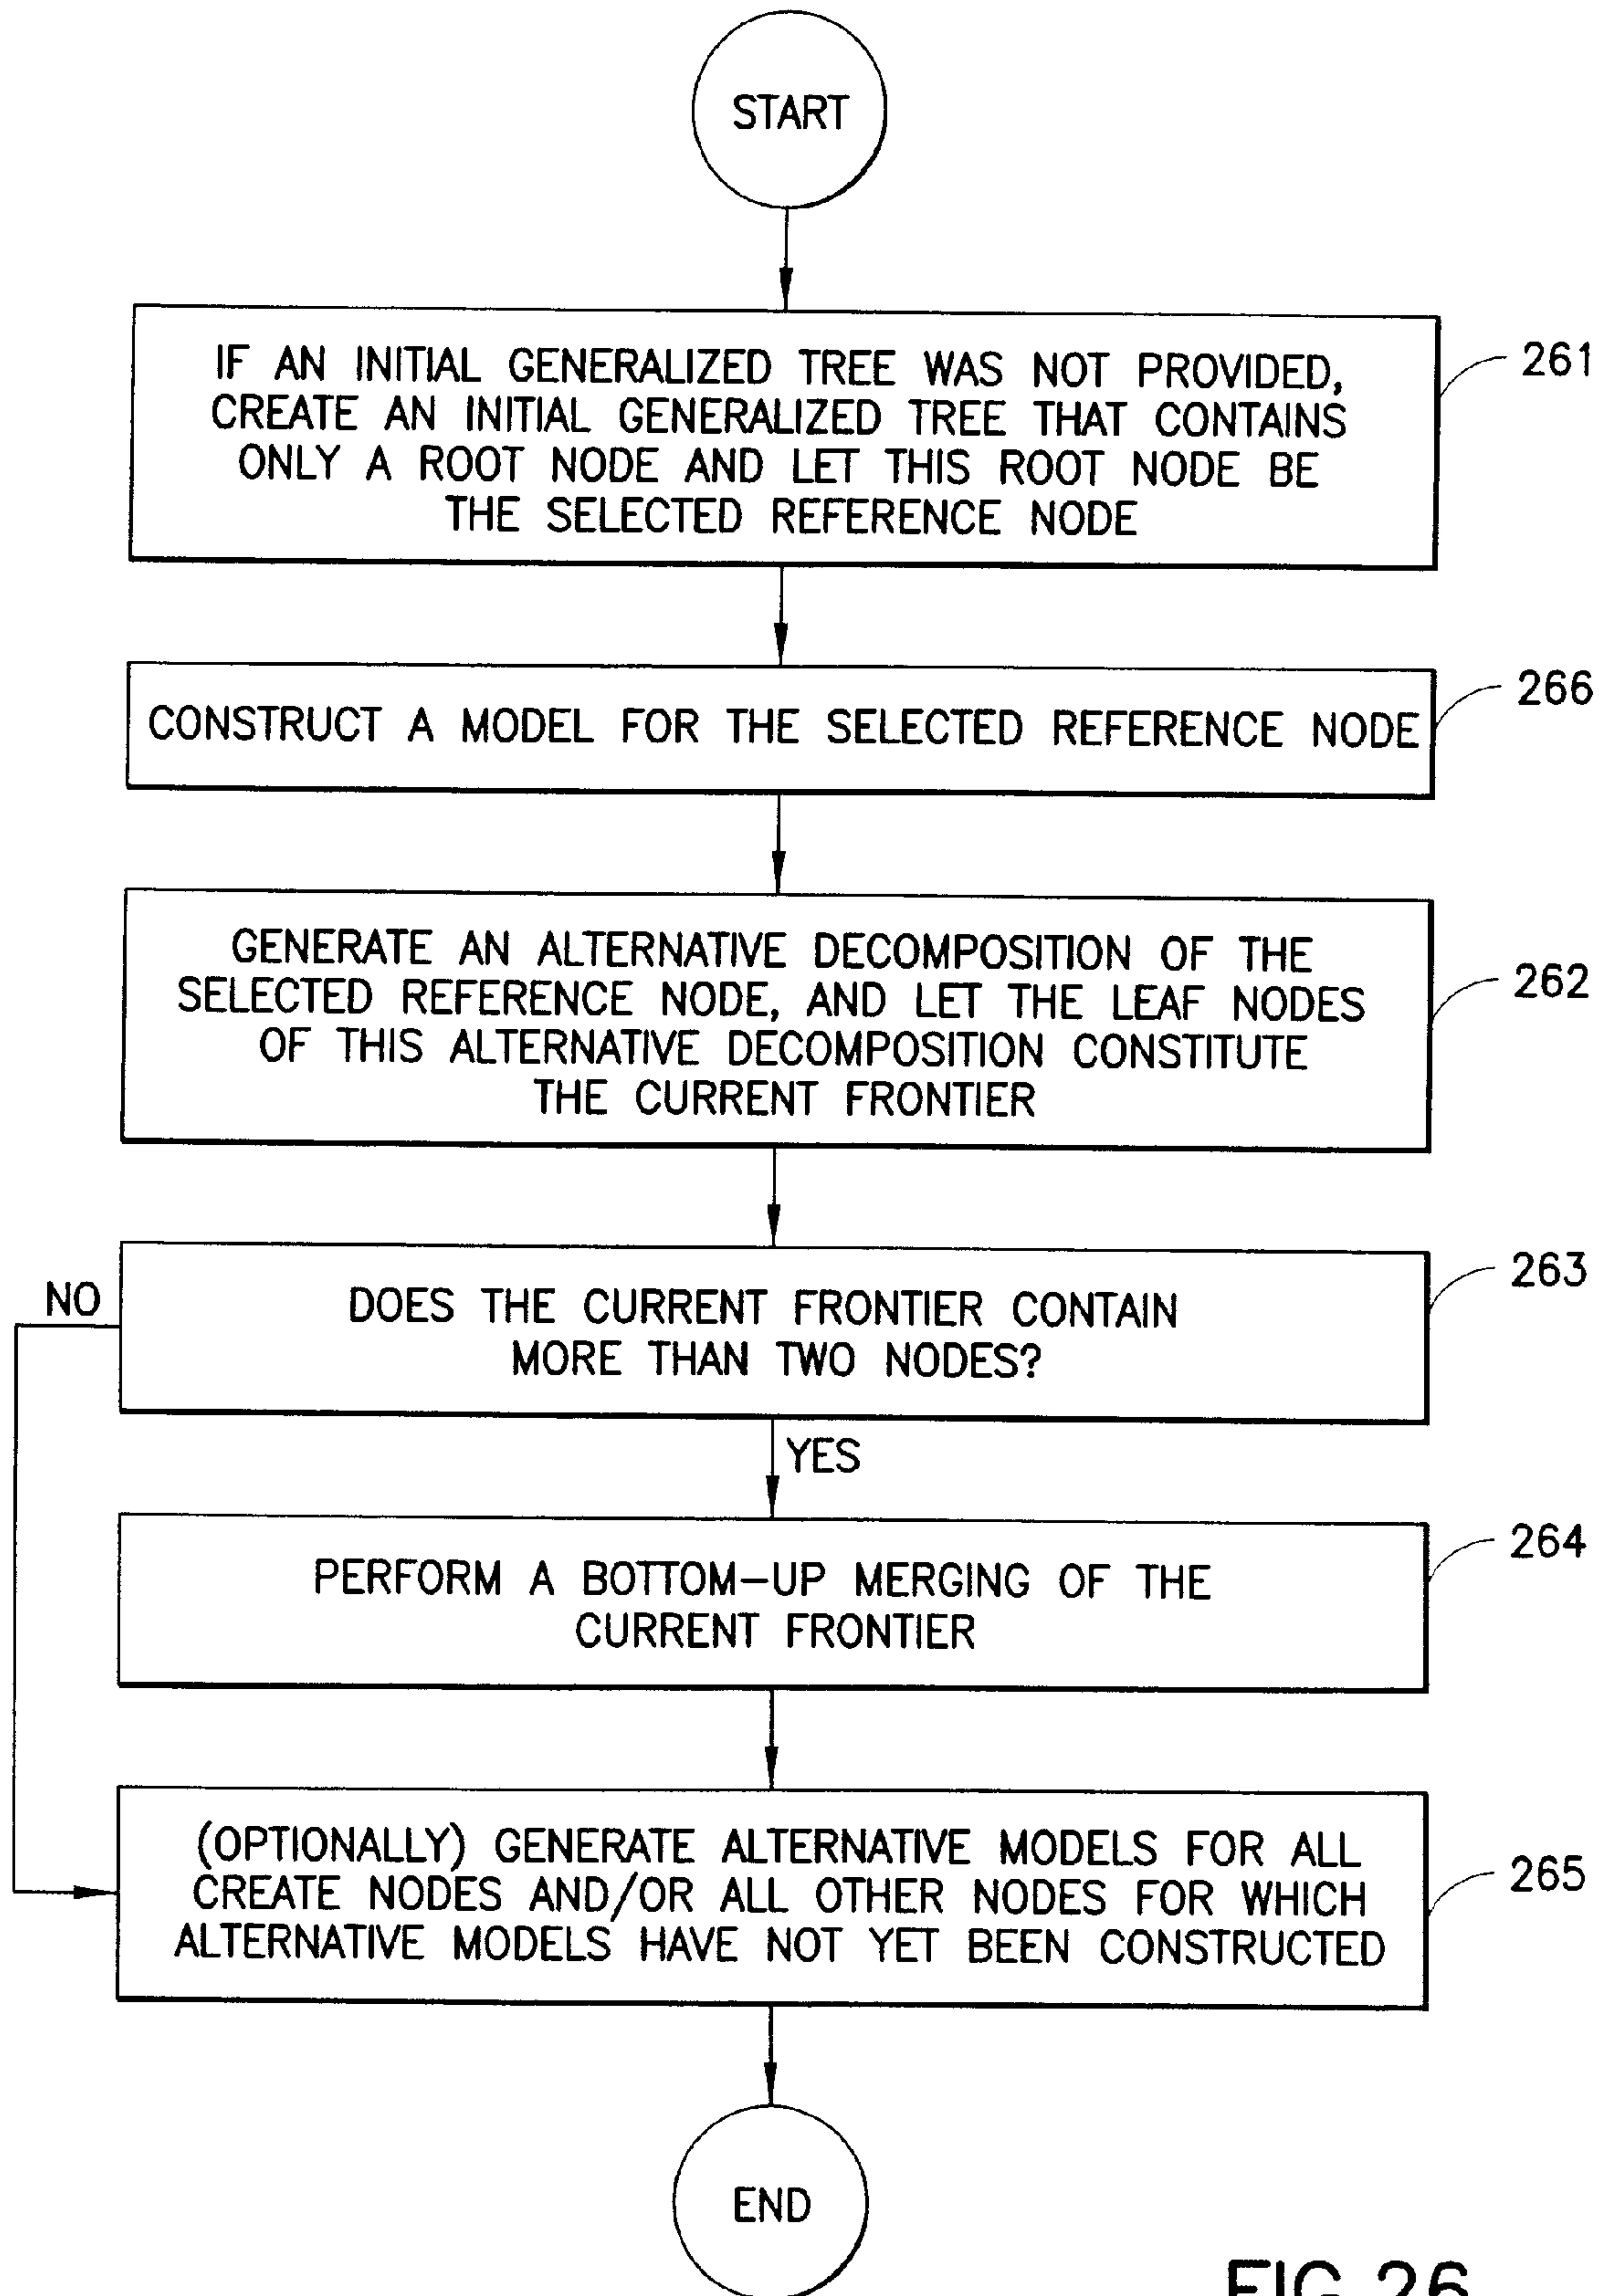 START
IF AN INITIAL GENERALIZED TREE WAS NOT PROVIDED,
CREATE AN INITIAL GENERALIZED TREE THAT CONTAINS
ONLY A ROOT NODE AND LET THIS ROOT NODE BE
THE SELECTED REFERENCE NODE
261
CONSTRUCT A MODEL FOR THE SELECTED REFERENCE NODE
266
GENERATE AN ALTERNATIVE DECOMPOSITION OF THE
SELECTED REFERENCE NODE, AND LET THE LEAF NODES
OF THIS ALTERNATIVE DECOMPOSITION CONSTITUTE
THE CURRENT FRONTIER
262
NO
DOES THE CURRENT FRONTIER CONTAIN
MORE THAN TWO NODES?
263
YES
PERFORM A BOTTOM-UP MERGING OF THE
CURRENT FRONTIER
264
(OPTIONALLY) GENERATE ALTERNATIVE MODELS FOR ALL
CREATE NODES AND/OR ALL OTHER NODES FOR WHICH
ALTERNATIVE MODELS HAVE NOT YET BEEN CONSTRUCTED
265
END
FIG.26